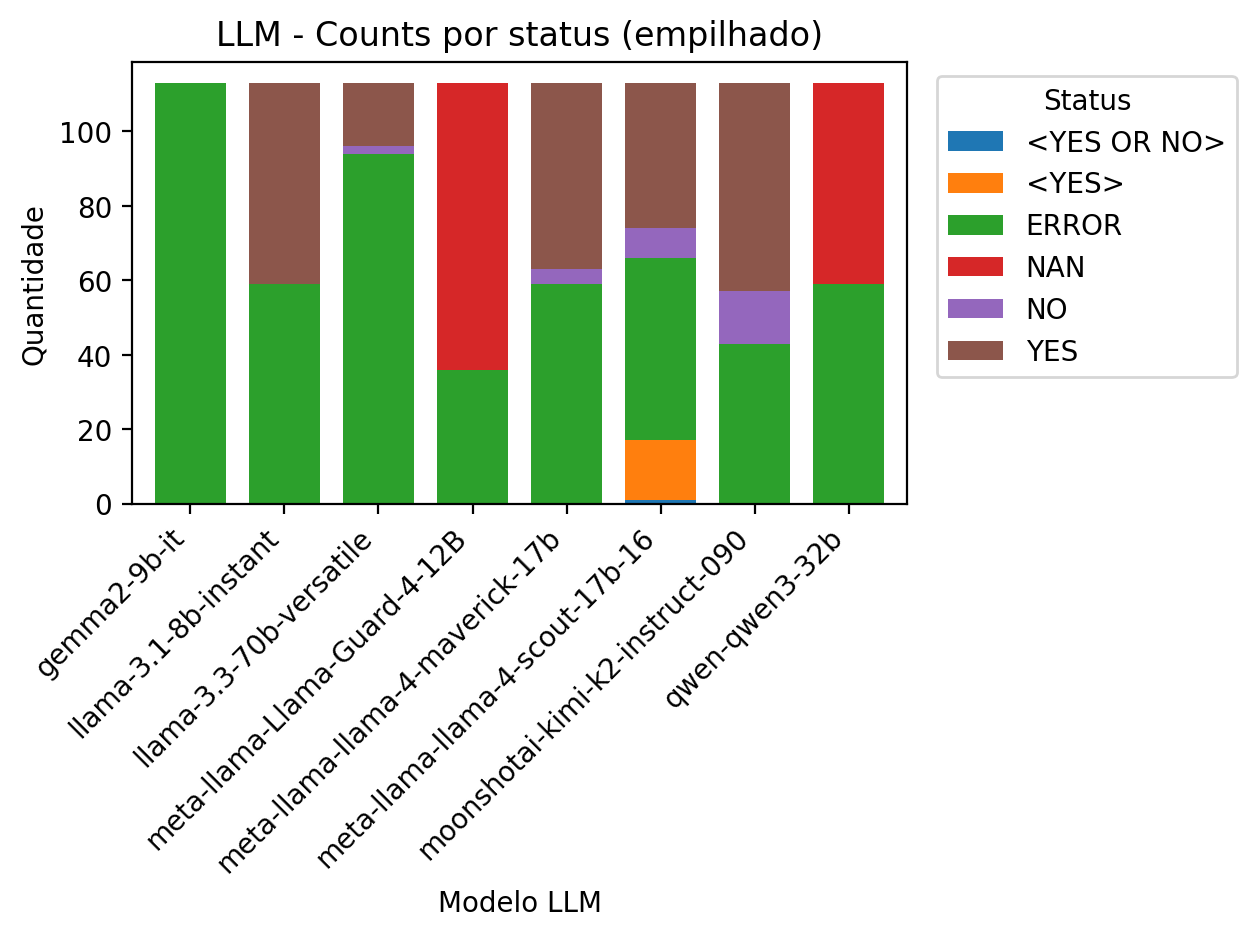 LLM - Counts por status (empilhado)
Quantidade
100
80
60
40
20
0
gemma2-9b-it
llama-3.1-8b-instant
llama-3.3-70b-versatile
meta-llama-Llama-Guard-4-12B
meta-llama-llama-4-maverick-17b
meta-llama-llama-4-scout-17b-16
moonshotai-kimi-k2-instruct-090
qwen-qwen3-32b
Modelo LLM
Status
<YES OR NO>
<YES>
ERROR
NAN
NO
YES